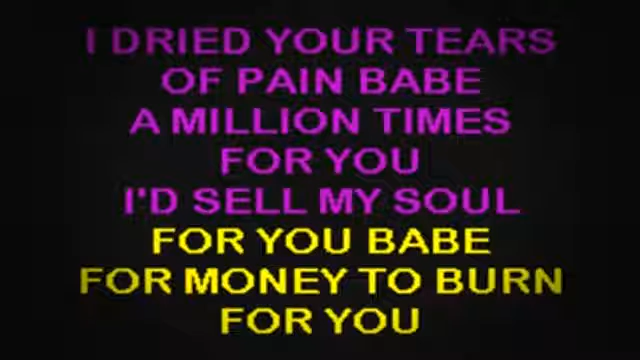 I DRIED YOUR TEARS
OF PAIN BABE
A MILLION TIMES
FOR YOU
I'D SELL MY SOUL
FOR YOU BABE
FOR MONEY TO BURN
FOR YOU